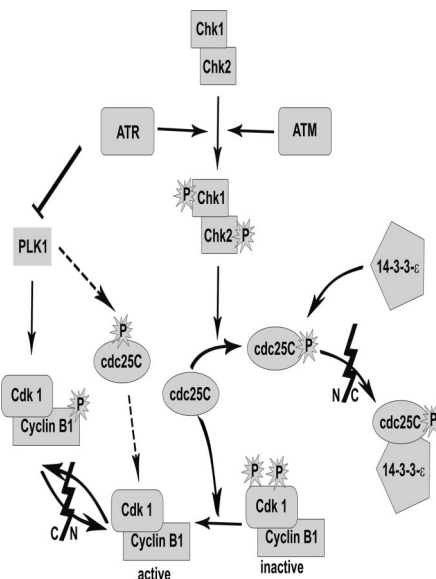 Chk1
Chk2
ATR
ATM
P
Chk1
Chk2
P
PLK1
14-3-3-ε
P
cdc25C
cdc25C
P
N
C
cdc25C
Cdk 1
P
Cyclin B1
cdc25C
P
14-3-3-ε
P
P
Cdk 1
Cyclin B1
Cdk 1
Cyclin B1
C
N
active
inactive